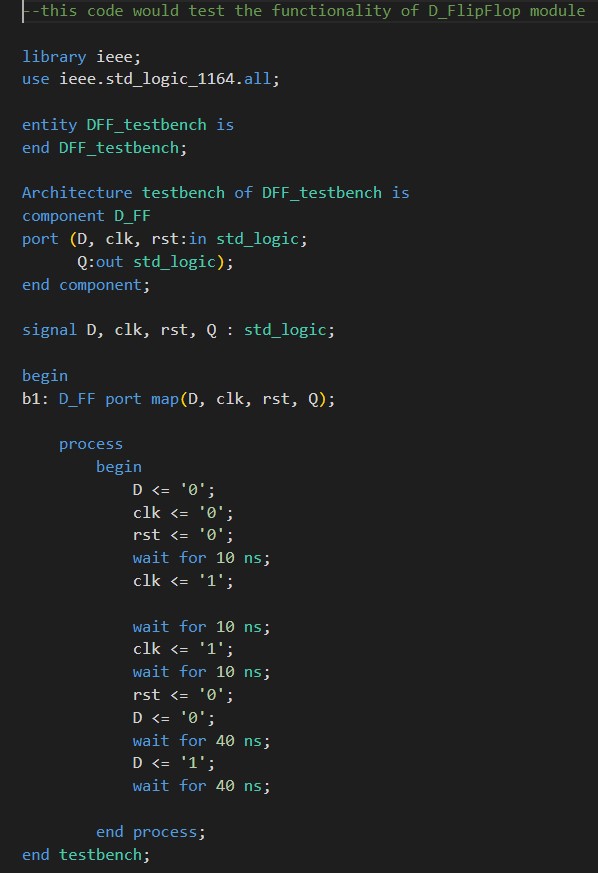 --this code would test the functionality of D_FlipFlop module
library ieee;
use ieee.std_logic_1164.all;
entity DFF_testbench is
end DFF_testbench;
Architecture testbench of DFF_testbench is
component D_FF
port (D, clk, rst:in std_logic;
      Q:out std_logic);
end component;
signal D, clk, rst, Q : std_logic;
begin
b1: D_FF port map(D, clk, rst, Q);
    process
        begin
            D <= '0';
            clk <= '0';
            rst <= '0';
            wait for 10 ns;
            clk <= '1';
            wait for 10 ns;
            clk <= '1';
            wait for 10 ns;
            rst <= '0';
            D <= '0';
            wait for 40 ns;
            D <= '1';
            wait for 40 ns;
        end process;
end testbench;